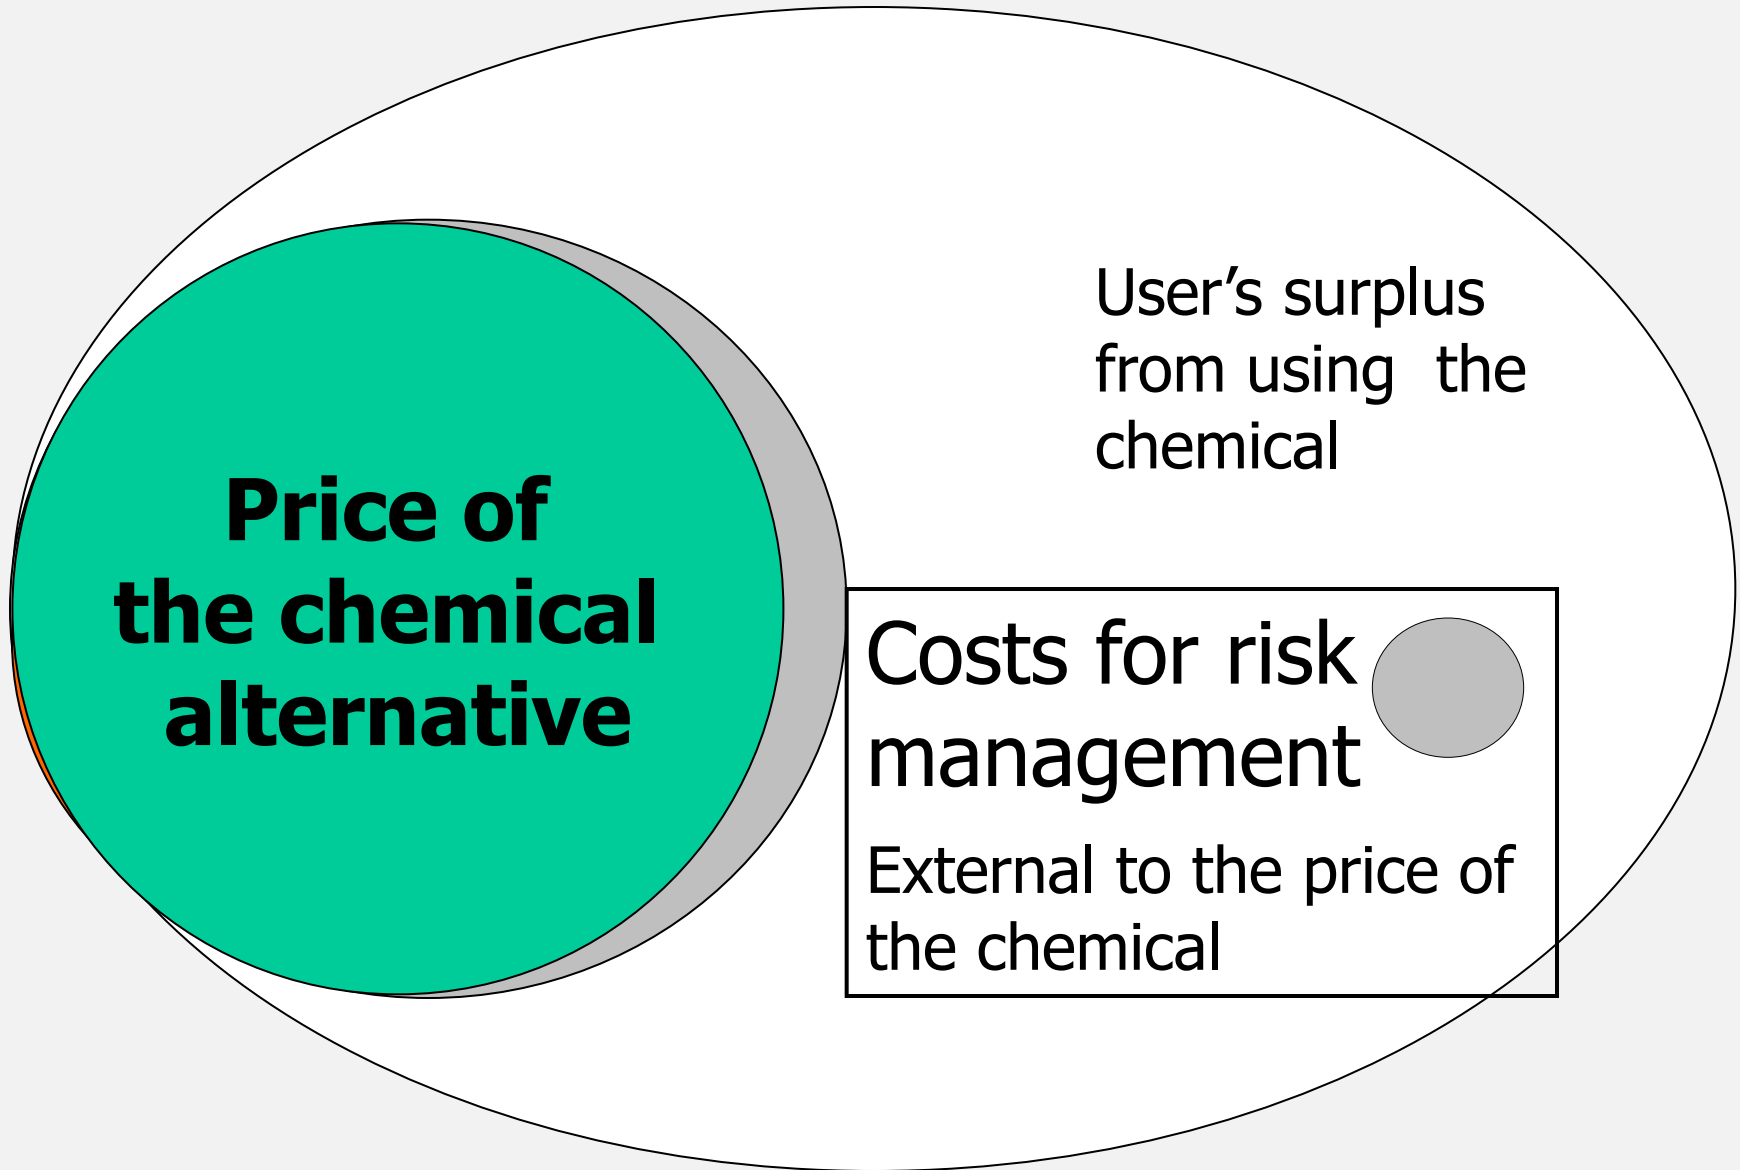 Price of
the chemical
alternative
User’s surplus
from using  the
chemical
Costs for risk
management
External to the price of
the chemical